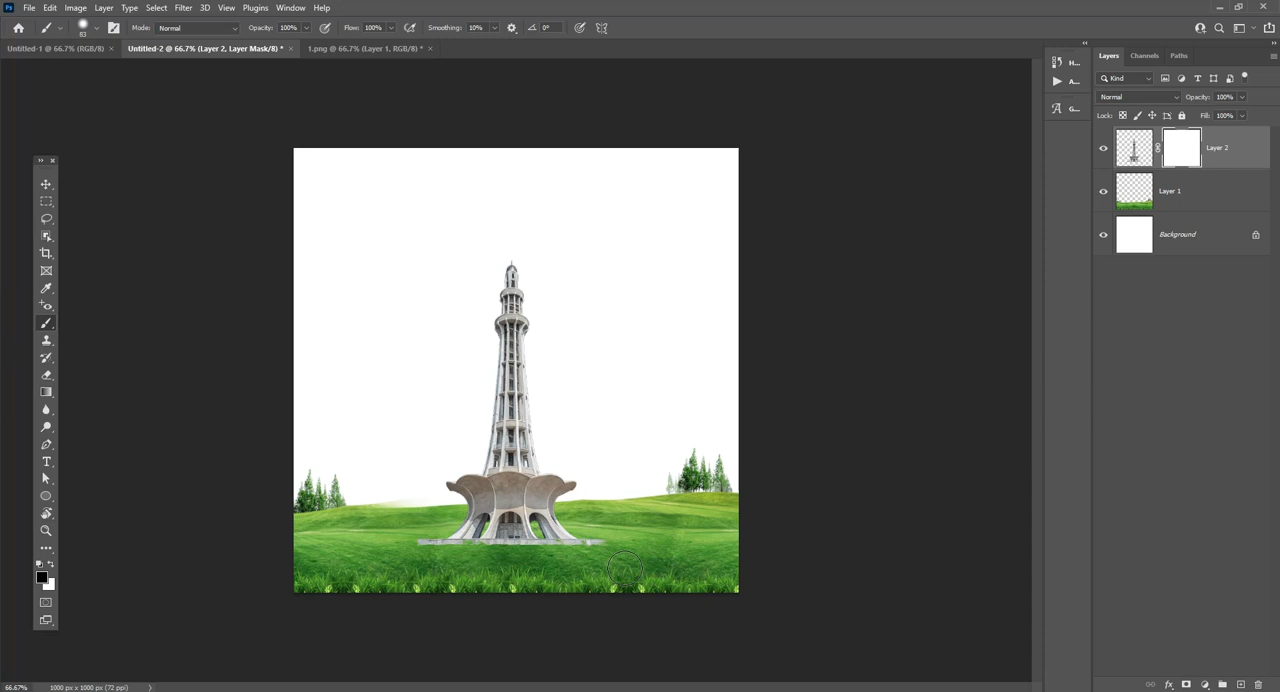 Ps File Edit Image Layer Type Select Filter 3D View Plugins Window Help
83 Mode: Normal Opacity: 100% Flow: 100% Smoothing: 10% 0°
Untitled-1 @ 66.7% (RGB/8) × Untitled-2 @ 66.7% (Layer 2, Layer Mask/8) * × 1.png @ 66.7% (Layer 1, RGB/8) * ×
H...
A...
G...
Layers Channels Paths
Kind
Normal Opacity: 100%
Lock: Fill: 100%
Layer 2
Layer 1
Background
66.67% 1000 px x 1000 px (72 ppi)